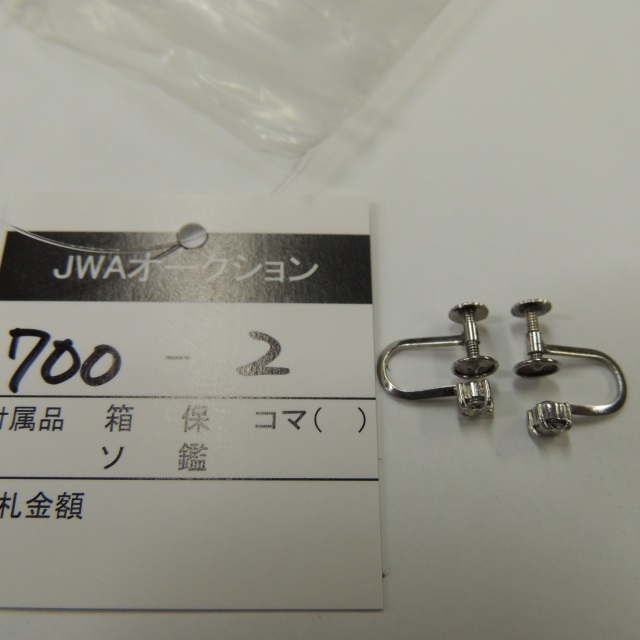 JWAオークション
700 - 2
付属品 箱 保 コマ( )
ソ 鑑
札金額